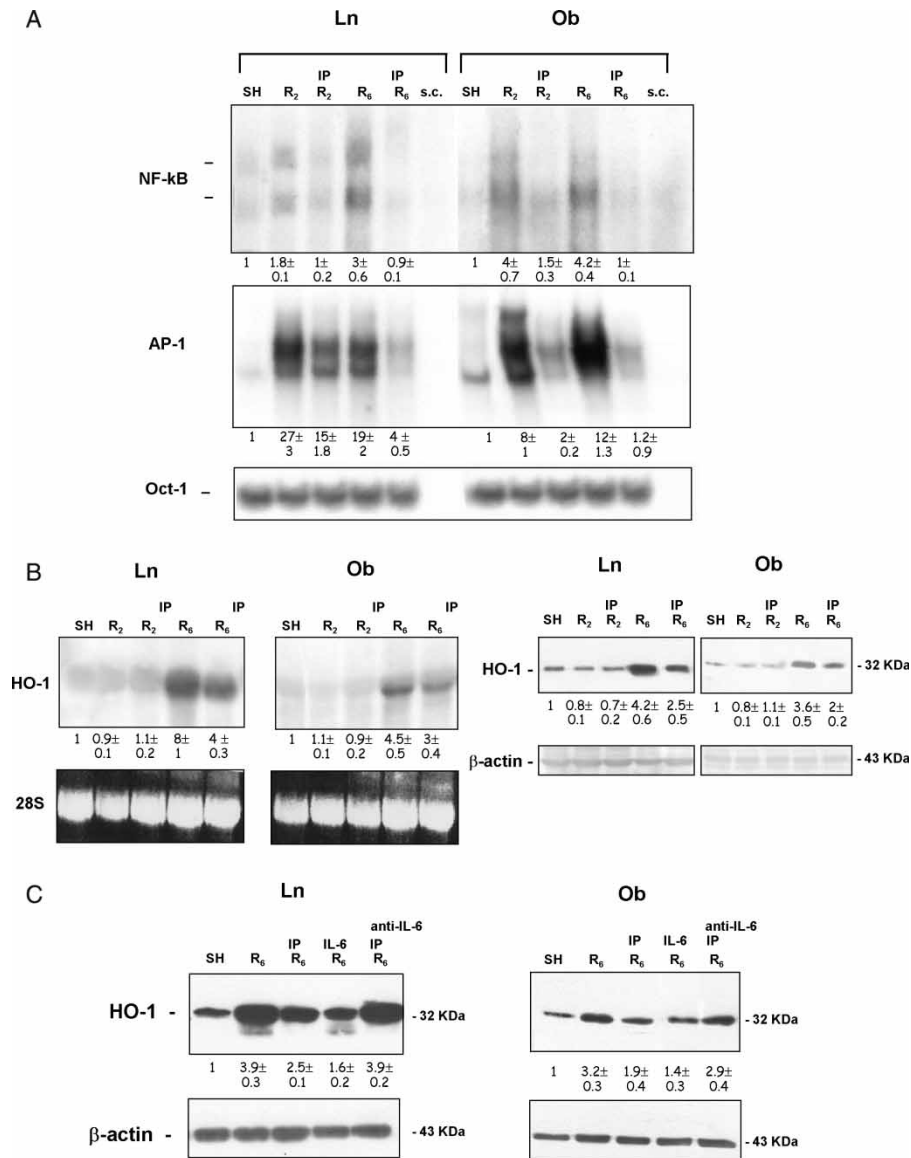 A
Ln Ob
IP IP IP IP
SH R₂ R₂ R₆ R₆ s.c. SH R₂ R₂ R₆ R₆ s.c.
NF-kB
1 1.8± 1± 3± 0.9± 1 4± 1.5± 4.2± 1±
0.1 0.2 0.6 0.1 0.7 0.3 0.4 0.1
AP-1
1 27± 15± 19± 4± 1 8± 2± 12± 1.2±
3 1.8 2 0.5 1 0.2 1.3 0.9
Oct-1
B
Ln Ob
IP IP IP IP
SH R₂ R₂ R₆ R₆ SH R₂ R₂ R₆ R₆
HO-1
1 0.9± 1.1± 8± 4± 1 1.1± 0.9± 4.5± 3±
0.1 0.2 1 0.3 0.1 0.2 0.5 0.4
28S
Ln Ob
IP IP IP IP
SH R₂ R₂ R₆ R₆ SH R₂ R₂ R₆ R₆
HO-1 - 32 KDa
1 0.8± 0.7± 4.2± 2.5± 1 0.8± 1.1± 3.6± 2±
0.1 0.2 0.6 0.5 0.1 0.1 0.5 0.2
β-actin - 43 KDa
C
Ln
anti-IL-6
IP IL-6 IP
SH R₆ R₆ R₆ R₆
HO-1 - - 32 KDa
1 3.9± 2.5± 1.6± 3.9±
0.3 0.1 0.2 0.2
β-actin - - 43 KDa
Ob
anti-IL-6
IP IL-6 IP
SH R₆ R₆ R₆ R₆
- 32 KDa
1 3.2± 1.9± 1.4± 2.9±
0.3 0.4 0.3 0.4
- 43 KDa